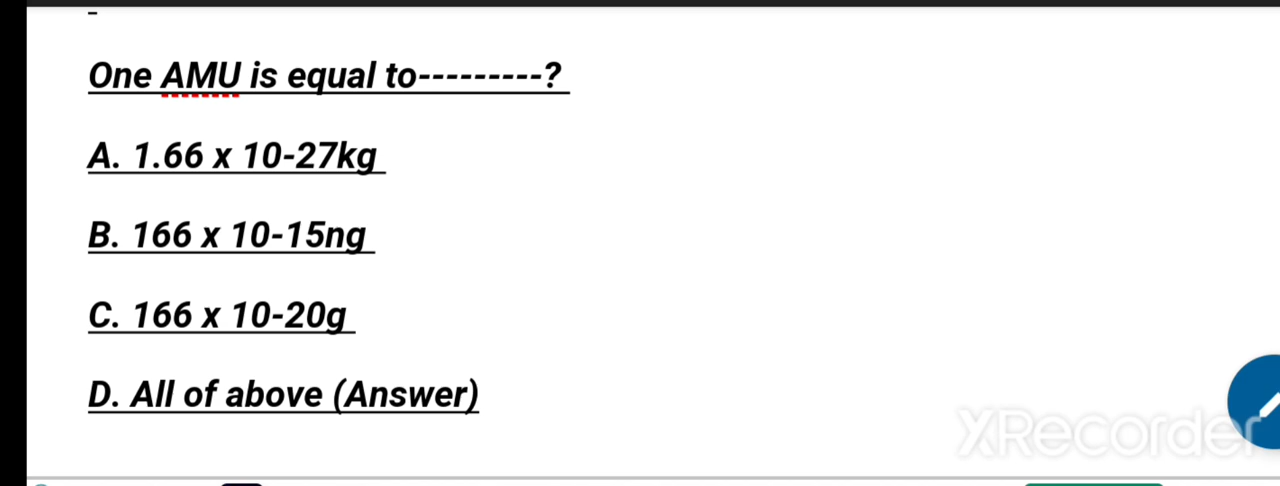 One AMU is equal to---------?
A. 1.66 x 10-27kg
B. 166 x 10-15ng
C. 166 x 10-20g
D. All of above (Answer)
XRecorder